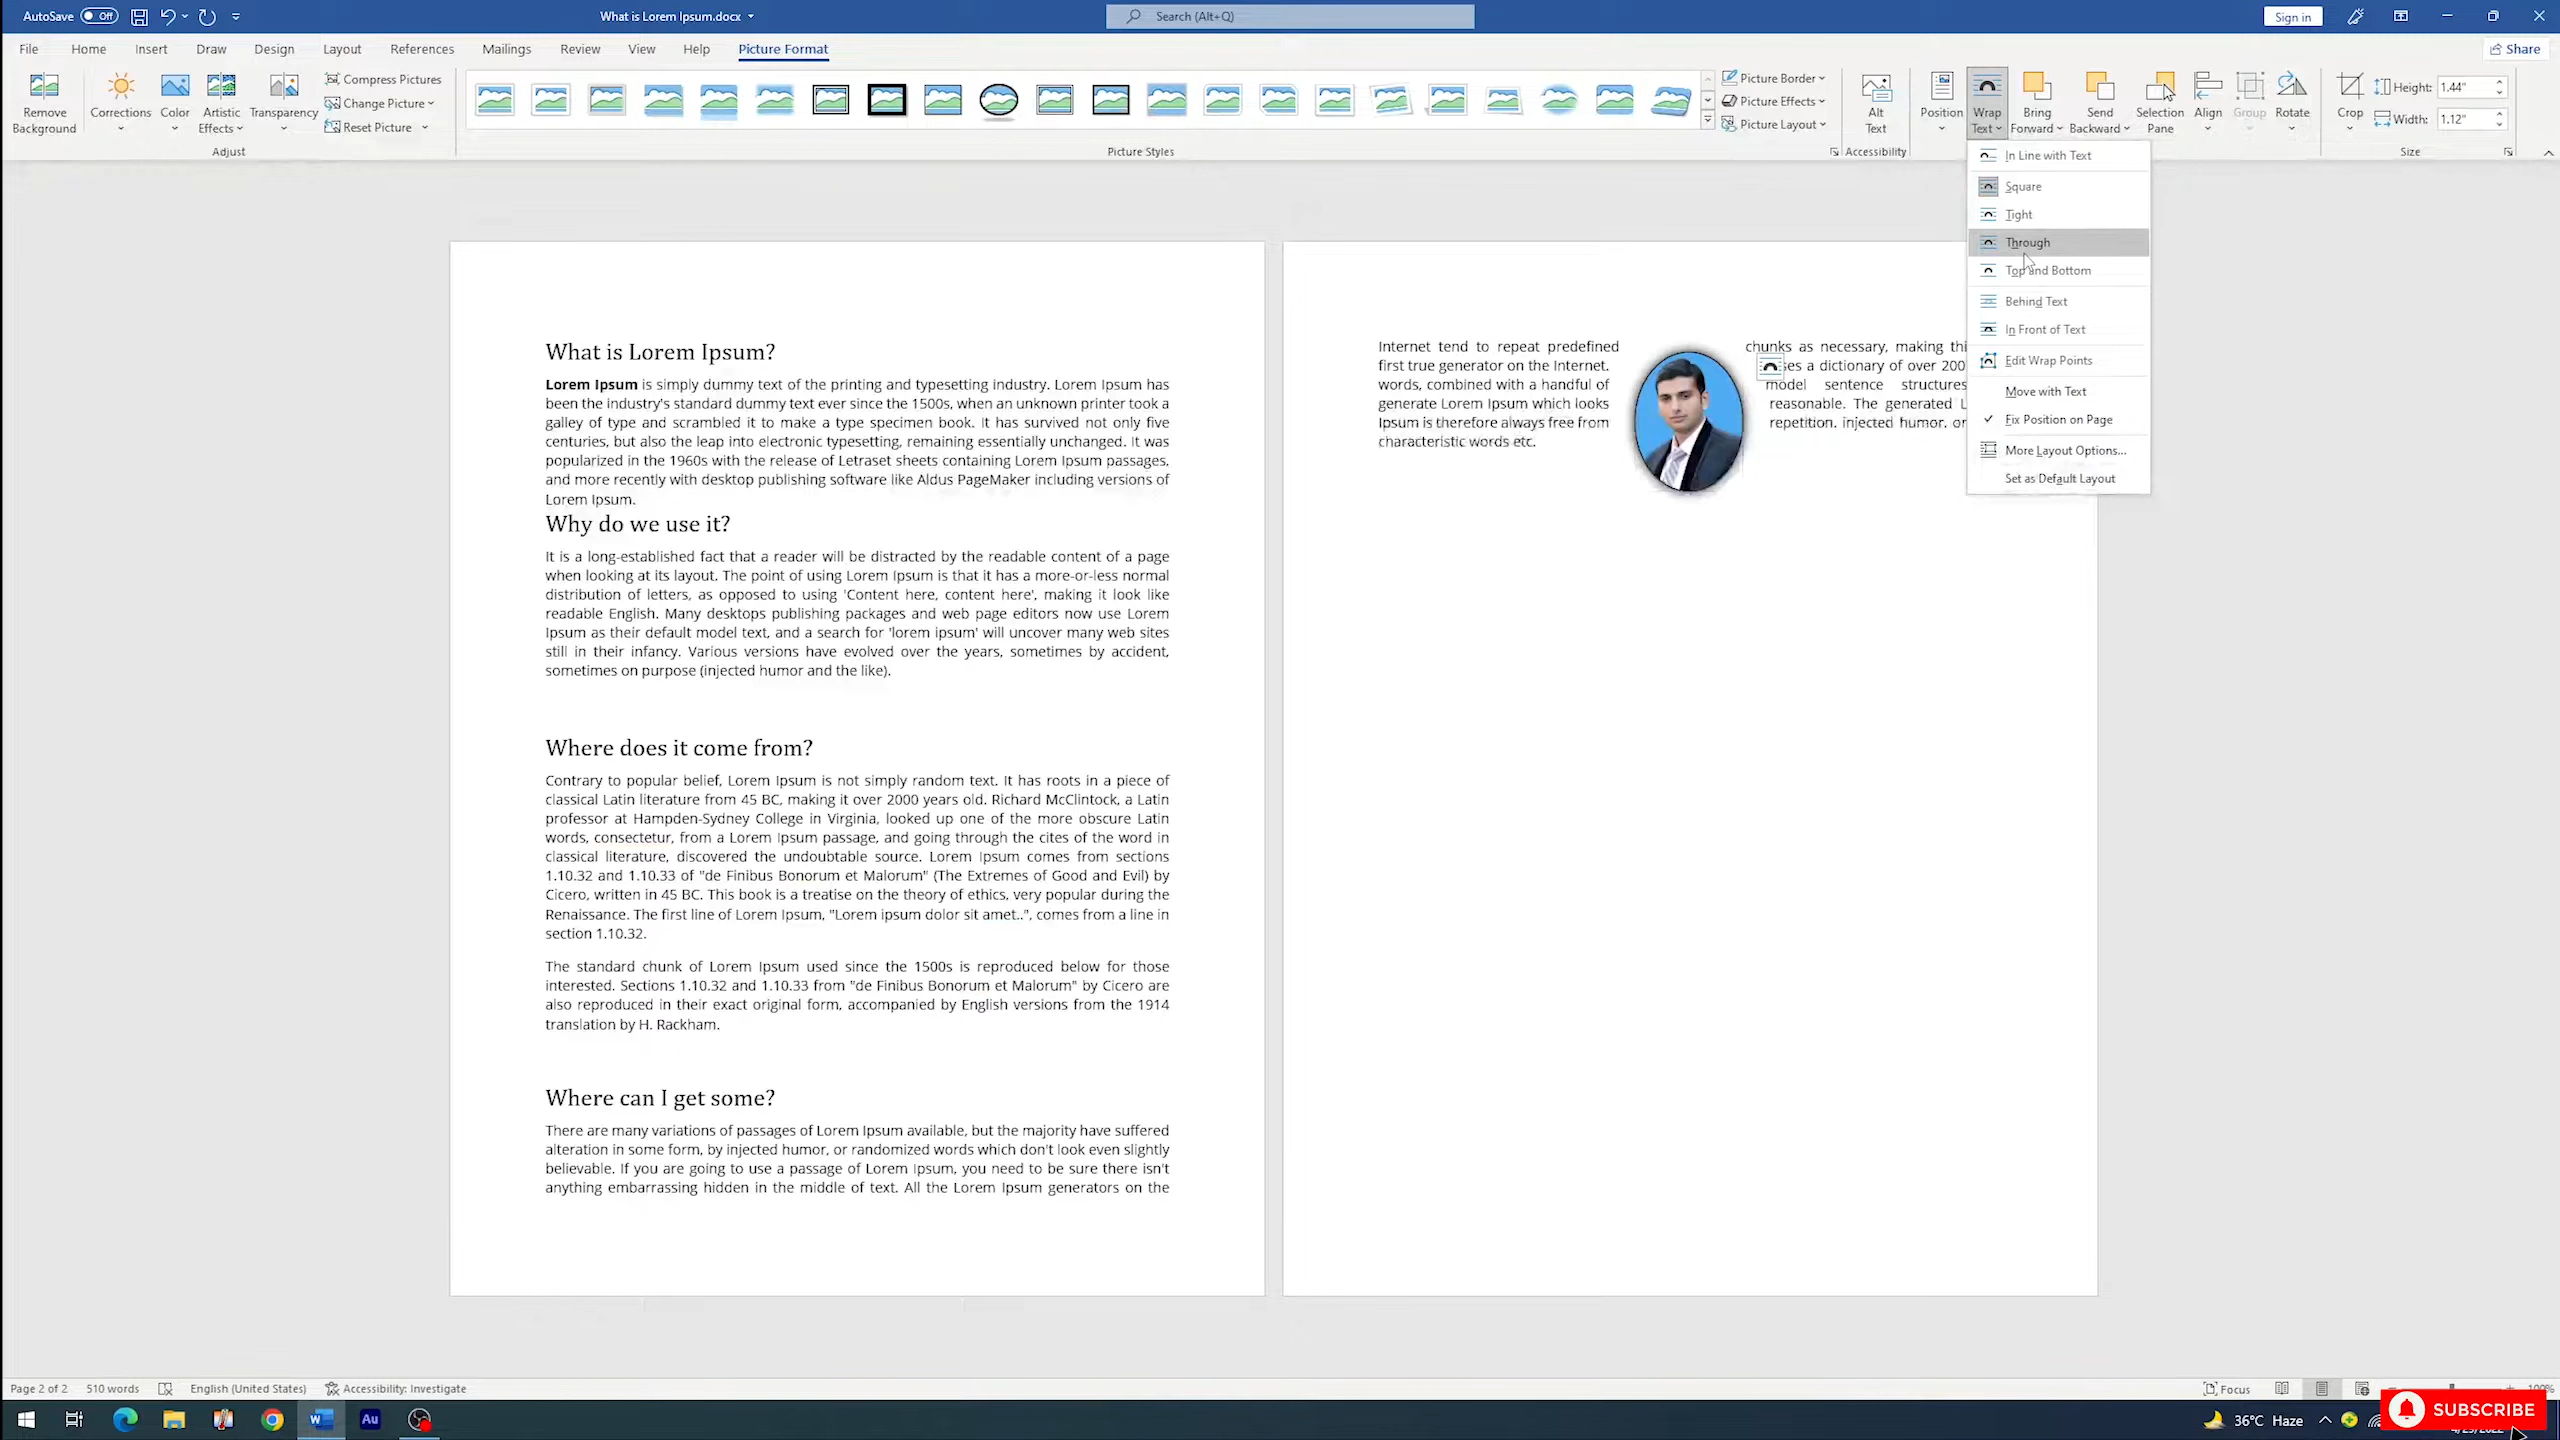 AutoSave Off
What is Lorem Ipsum.docx
Search (Alt+Q)
Sign in
File Home Insert Draw Design Layout References Mailings Review View Help Picture Format
Share
Remove Background
Corrections
Color
Artistic Effects
Transparency
Compress Pictures
Change Picture
Reset Picture
Adjust
Picture Styles
Picture Border
Picture Effects
Picture Layout
Alt Text
Accessibility
Position
Wrap Text
Bring Forward
Send Backward
Selection Pane
Align
Group
Rotate
Crop
Height: 1.44"
Width: 1.12"
Size
In Line with Text
Square
Tight
Through
Top and Bottom
Behind Text
In Front of Text
Edit Wrap Points
Move with Text
Fix Position on Page
More Layout Options...
Set as Default Layout
What is Lorem Ipsum?
Lorem Ipsum is simply dummy text of the printing and typesetting industry. Lorem Ipsum has
been the industry's standard dummy text ever since the 1500s, when an unknown printer took a
galley of type and scrambled it to make a type specimen book. It has survived not only five
centuries, but also the leap into electronic typesetting, remaining essentially unchanged. It was
popularized in the 1960s with the release of Letraset sheets containing Lorem Ipsum passages,
and more recently with desktop publishing software like Aldus PageMaker including versions of
Lorem Ipsum.
Why do we use it?
It is a long-established fact that a reader will be distracted by the readable content of a page
when looking at its layout. The point of using Lorem Ipsum is that it has a more-or-less normal
distribution of letters, as opposed to using 'Content here, content here', making it look like
readable English. Many desktops publishing packages and web page editors now use Lorem
Ipsum as their default model text, and a search for 'lorem ipsum' will uncover many web sites
still in their infancy. Various versions have evolved over the years, sometimes by accident,
sometimes on purpose (injected humor and the like).
Where does it come from?
Contrary to popular belief, Lorem Ipsum is not simply random text. It has roots in a piece of
classical Latin literature from 45 BC, making it over 2000 years old. Richard McClintock, a Latin
professor at Hampden-Sydney College in Virginia, looked up one of the more obscure Latin
words, consectetur, from a Lorem Ipsum passage, and going through the cites of the word in
classical literature, discovered the undoubtable source. Lorem Ipsum comes from sections
1.10.32 and 1.10.33 of "de Finibus Bonorum et Malorum" (The Extremes of Good and Evil) by
Cicero, written in 45 BC. This book is a treatise on the theory of ethics, very popular during the
Renaissance. The first line of Lorem Ipsum, "Lorem ipsum dolor sit amet..", comes from a line in
section 1.10.32.
The standard chunk of Lorem Ipsum used since the 1500s is reproduced below for those
interested. Sections 1.10.32 and 1.10.33 from "de Finibus Bonorum et Malorum" by Cicero are
also reproduced in their exact original form, accompanied by English versions from the 1914
translation by H. Rackham.
Where can I get some?
There are many variations of passages of Lorem Ipsum available, but the majority have suffered
alteration in some form, by injected humor, or randomized words which don't look even slightly
believable. If you are going to use a passage of Lorem Ipsum, you need to be sure there isn't
anything embarrassing hidden in the middle of text. All the Lorem Ipsum generators on the
Internet tend to repeat predefined chunks as necessary, making
first true generator on the Internet. a dictionary of over 200
words, combined with a handful of model sentence structures
generate Lorem Ipsum which looks reasonable. The generated
Ipsum is therefore always free from repetition, injected humor, or
characteristic words etc.
Page 2 of 2 510 words English (United States) Accessibility: Investigate
Focus
W Au
36°C Haze
SUBSCRIBE